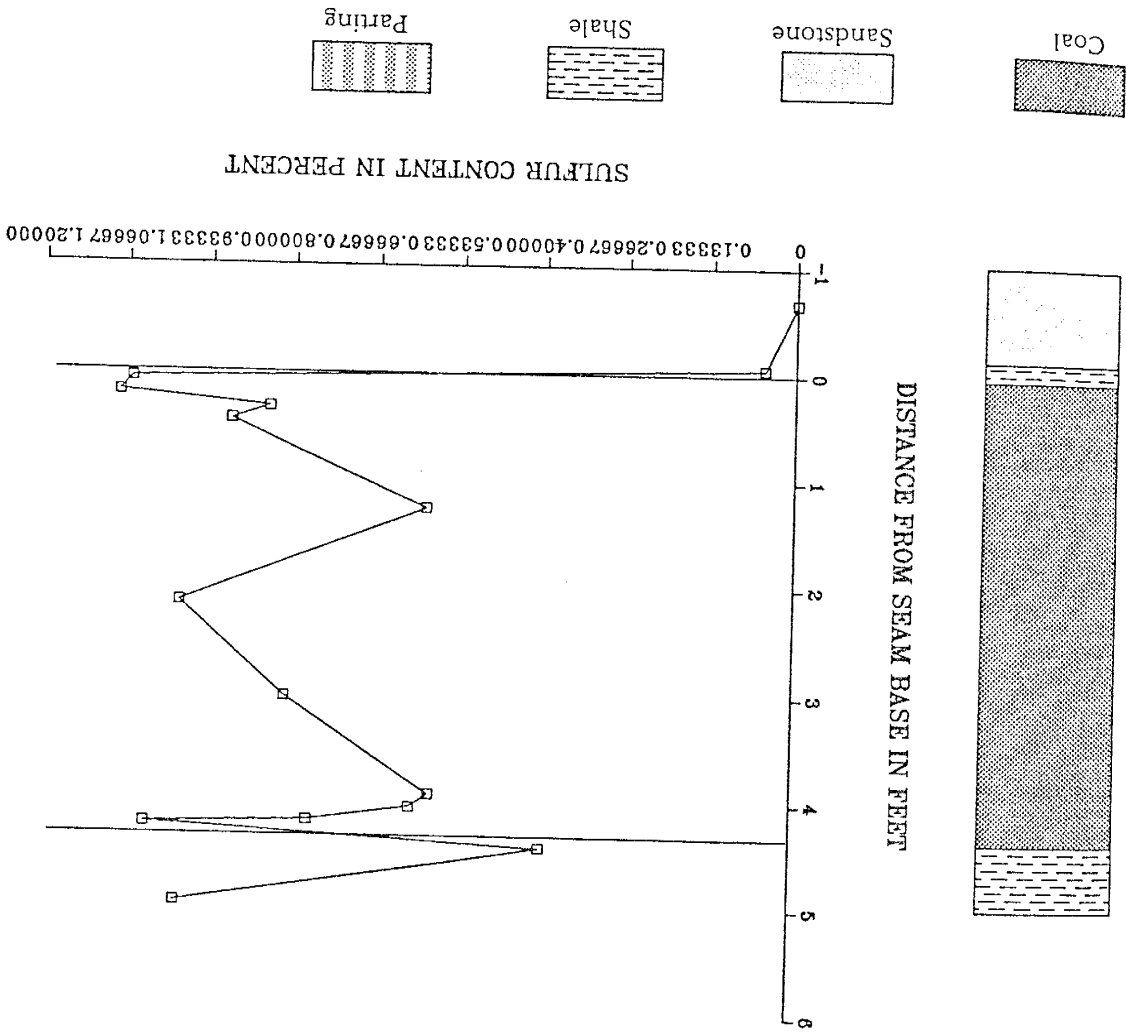 DISTANCE FROM SEAM BASE IN FEET
-1
0
1
2
3
4
5
6
0 0.13333 0.26667 0.40000 0.53333 0.66667 0.80000 0.93333 1.06667 1.20000
SULFUR CONTENT IN PERCENT
Coal
Sandstone
Shale
Parting